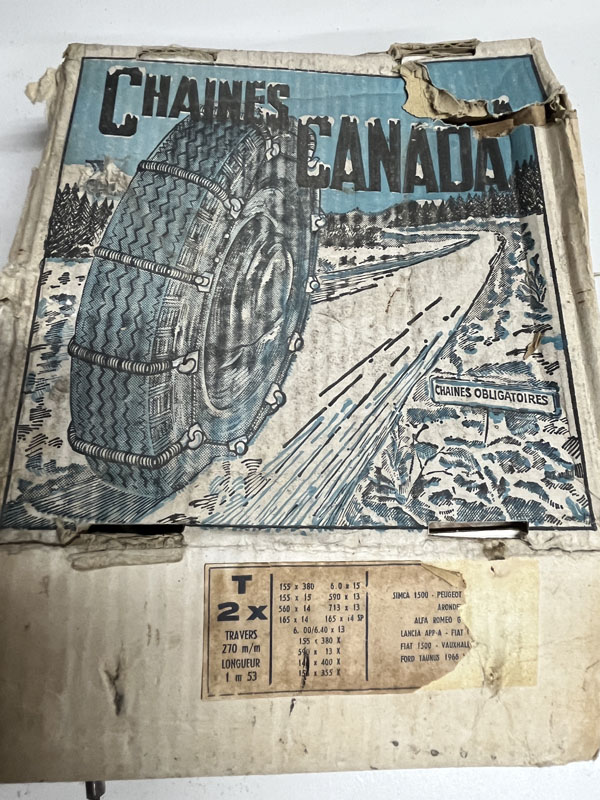 CHAINES
CANADA
CHAINES OBLIGATOIRES
T
2x
TRAVERS
270 m/m
LONGUEUR
1 m 53
155 x 380 6.0 x 15
155 x 15 590 x 13
560 x 14 713 x 13
165 x 14 165 x 14 SP
6. 00/6.40 x 13
155 x 380 X
x 13 X
x 400 X
x 355 X
SIMCA 1500 - PEUGEOT
ARONDE
ALFA ROMEO G
LANCIA APP-A - FIAT
FIAT 1500 - VAUXHALL
FORD TAUNUS 1966